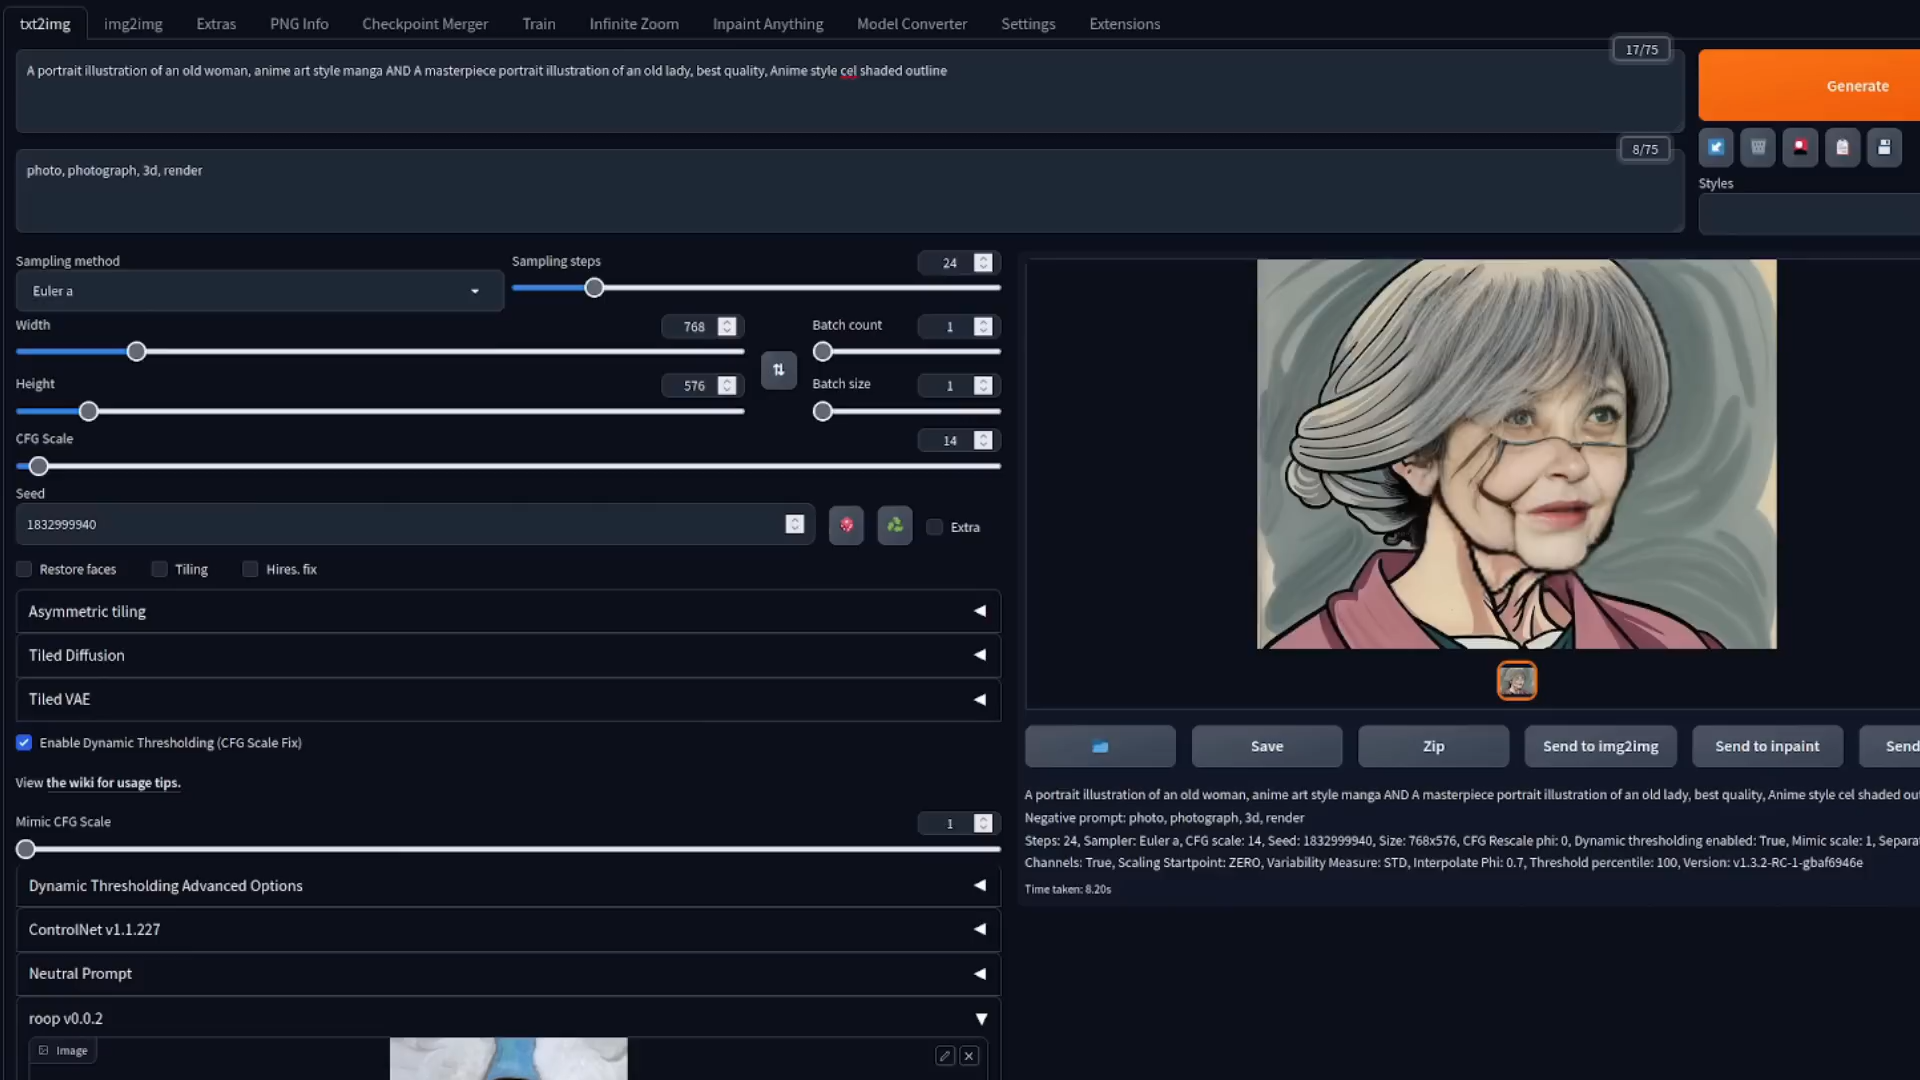 txt2img img2img Extras PNG Info Checkpoint Merger Train Infinite Zoom Inpaint Anything Model Converter Settings Extensions
17/75
A portrait illustration of an old woman, anime art style manga AND A masterpiece portrait illustration of an old lady, best quality, Anime style cel shaded outline
Generate
8/75
photo, photograph, 3d, render
Styles
Sampling method
Euler a
Sampling steps
24
Width
768
Batch count
1
Height
576
Batch size
1
CFG Scale
14
Seed
1832999940
Extra
Restore faces Tiling Hires. fix
Asymmetric tiling
Tiled Diffusion
Tiled VAE
Enable Dynamic Thresholding (CFG Scale Fix)
View the wiki for usage tips.
Mimic CFG Scale
1
Dynamic Thresholding Advanced Options
ControlNet v1.1.227
Neutral Prompt
roop v0.0.2
Image
Save Zip Send to img2img Send to inpaint Send
A portrait illustration of an old woman, anime art style manga AND A masterpiece portrait illustration of an old lady, best quality, Anime style cel shaded out
Negative prompt: photo, photograph, 3d, render
Steps: 24, Sampler: Euler a, CFG scale: 14, Seed: 1832999940, Size: 768x576, CFG Rescale phi: 0, Dynamic thresholding enabled: True, Mimic scale: 1, Separat
Channels: True, Scaling Startpoint: ZERO, Variability Measure: STD, Interpolate Phi: 0.7, Threshold percentile: 100, Version: v1.3.2-RC-1-gbaf6946e
Time taken: 8.20s